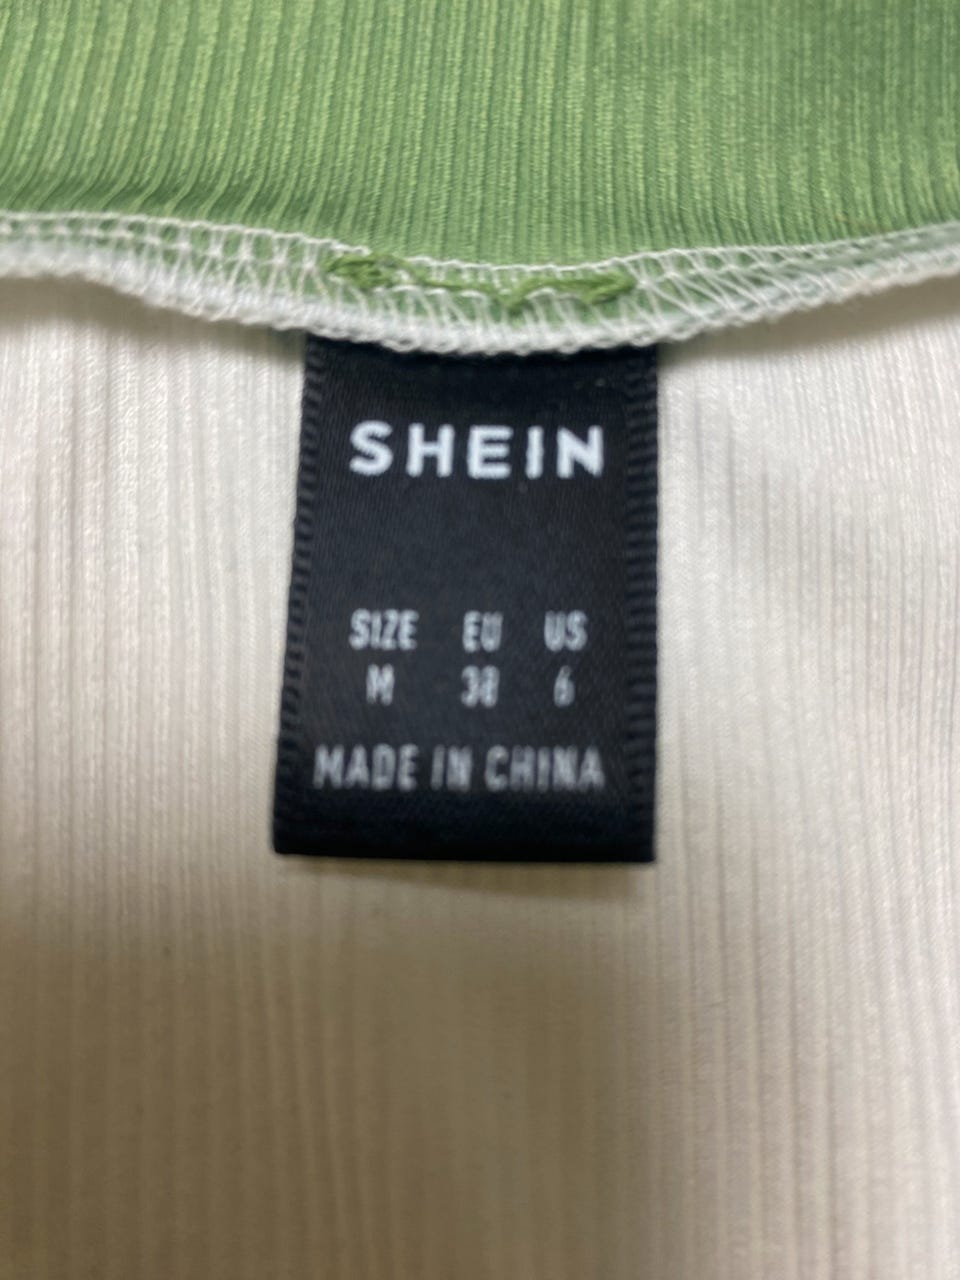 SHEIN
SIZE EU US
M 38 6
MADE IN CHINA